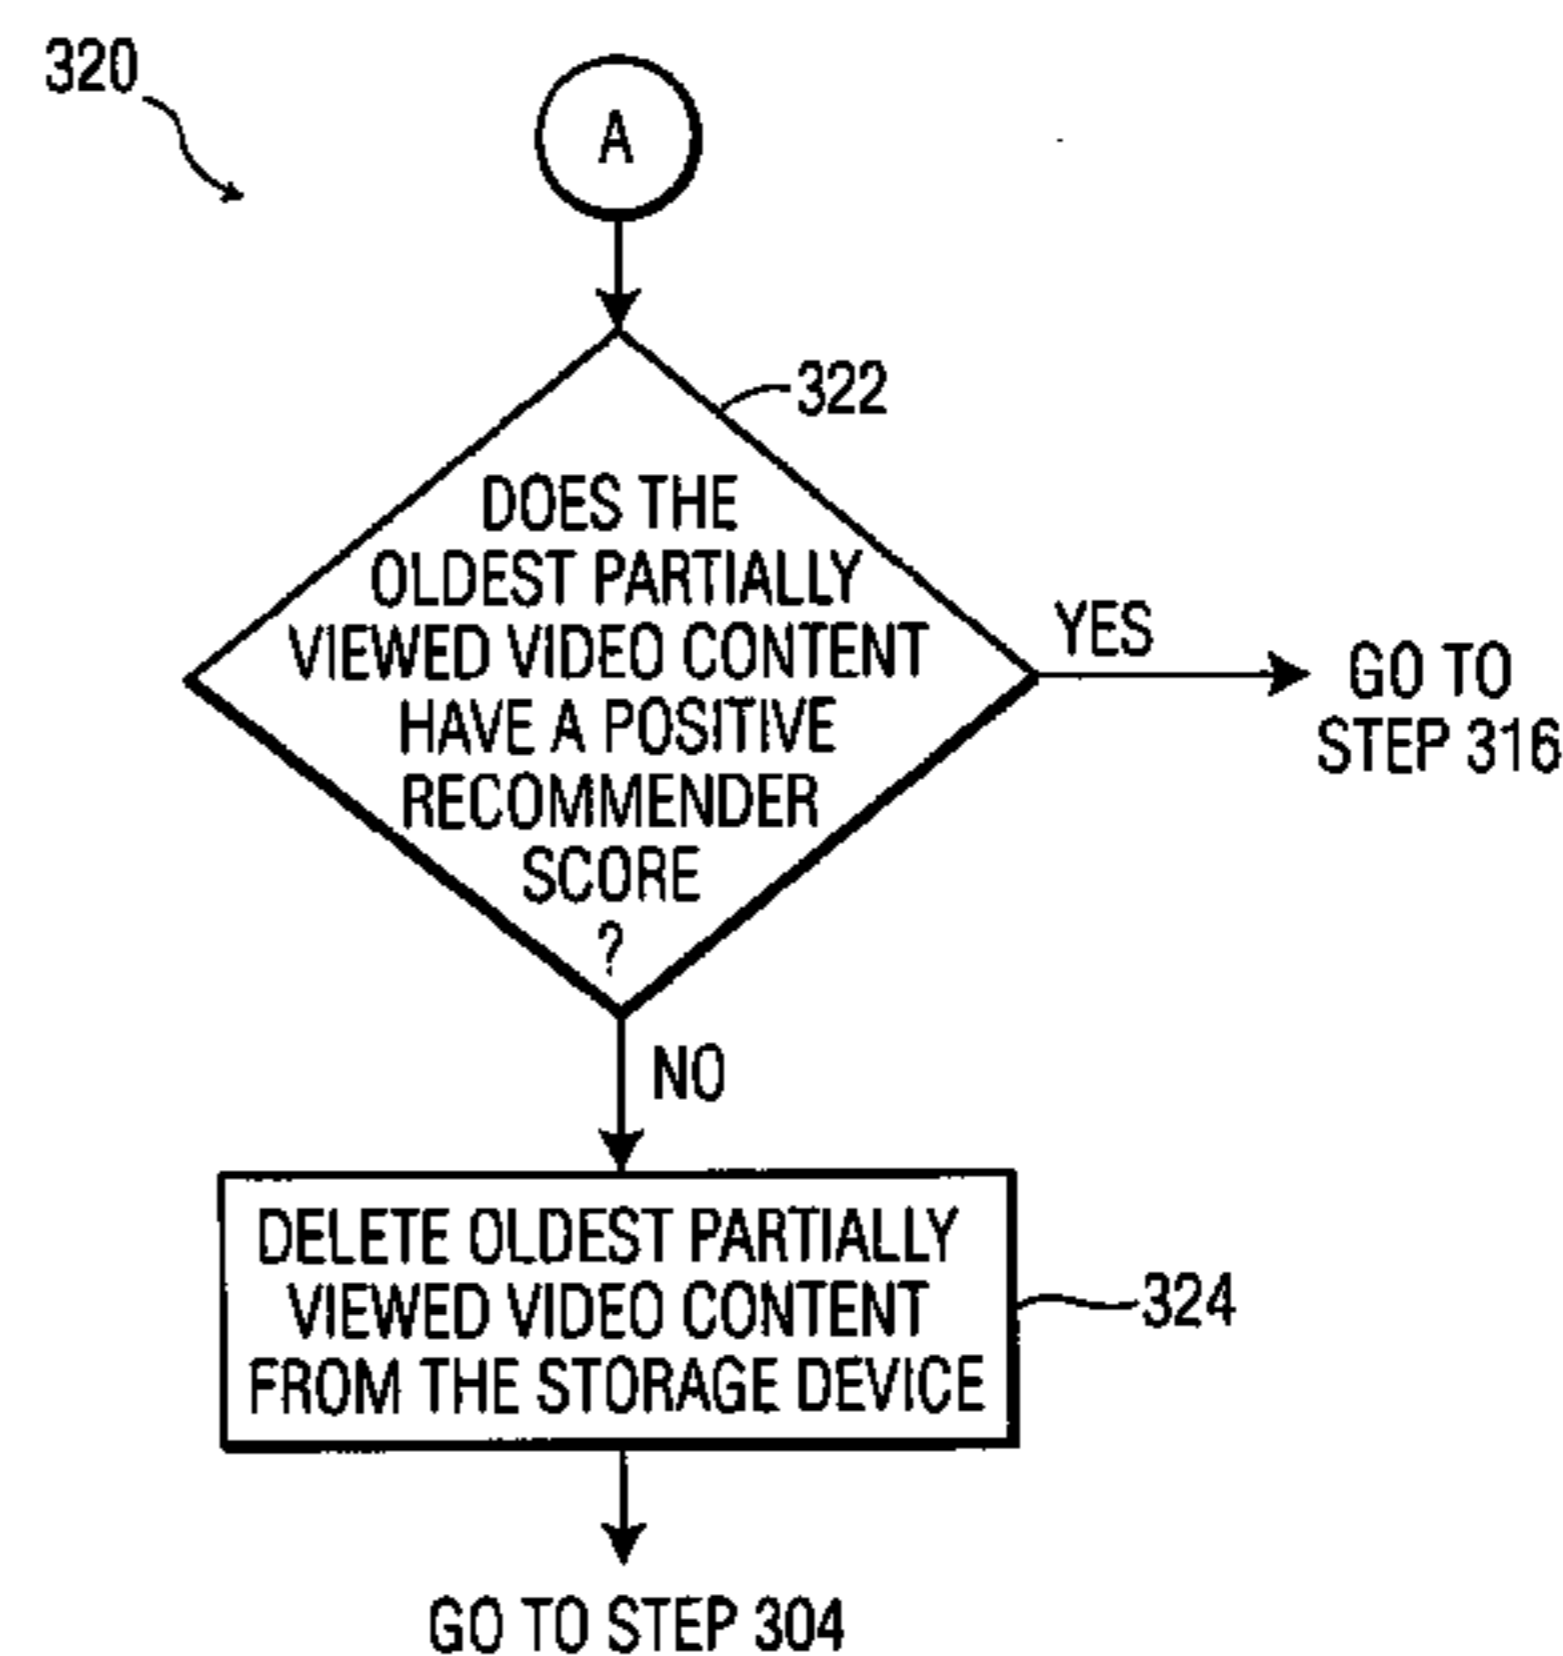 320
A
322
DOES THE
OLDEST PARTIALLY
VIEWED VIDEO CONTENT
HAVE A POSITIVE
RECOMMENDER
SCORE
?
YES
GO TO
STEP 316
NO
DELETE OLDEST PARTIALLY
VIEWED VIDEO CONTENT
FROM THE STORAGE DEVICE
324
GO TO STEP 304